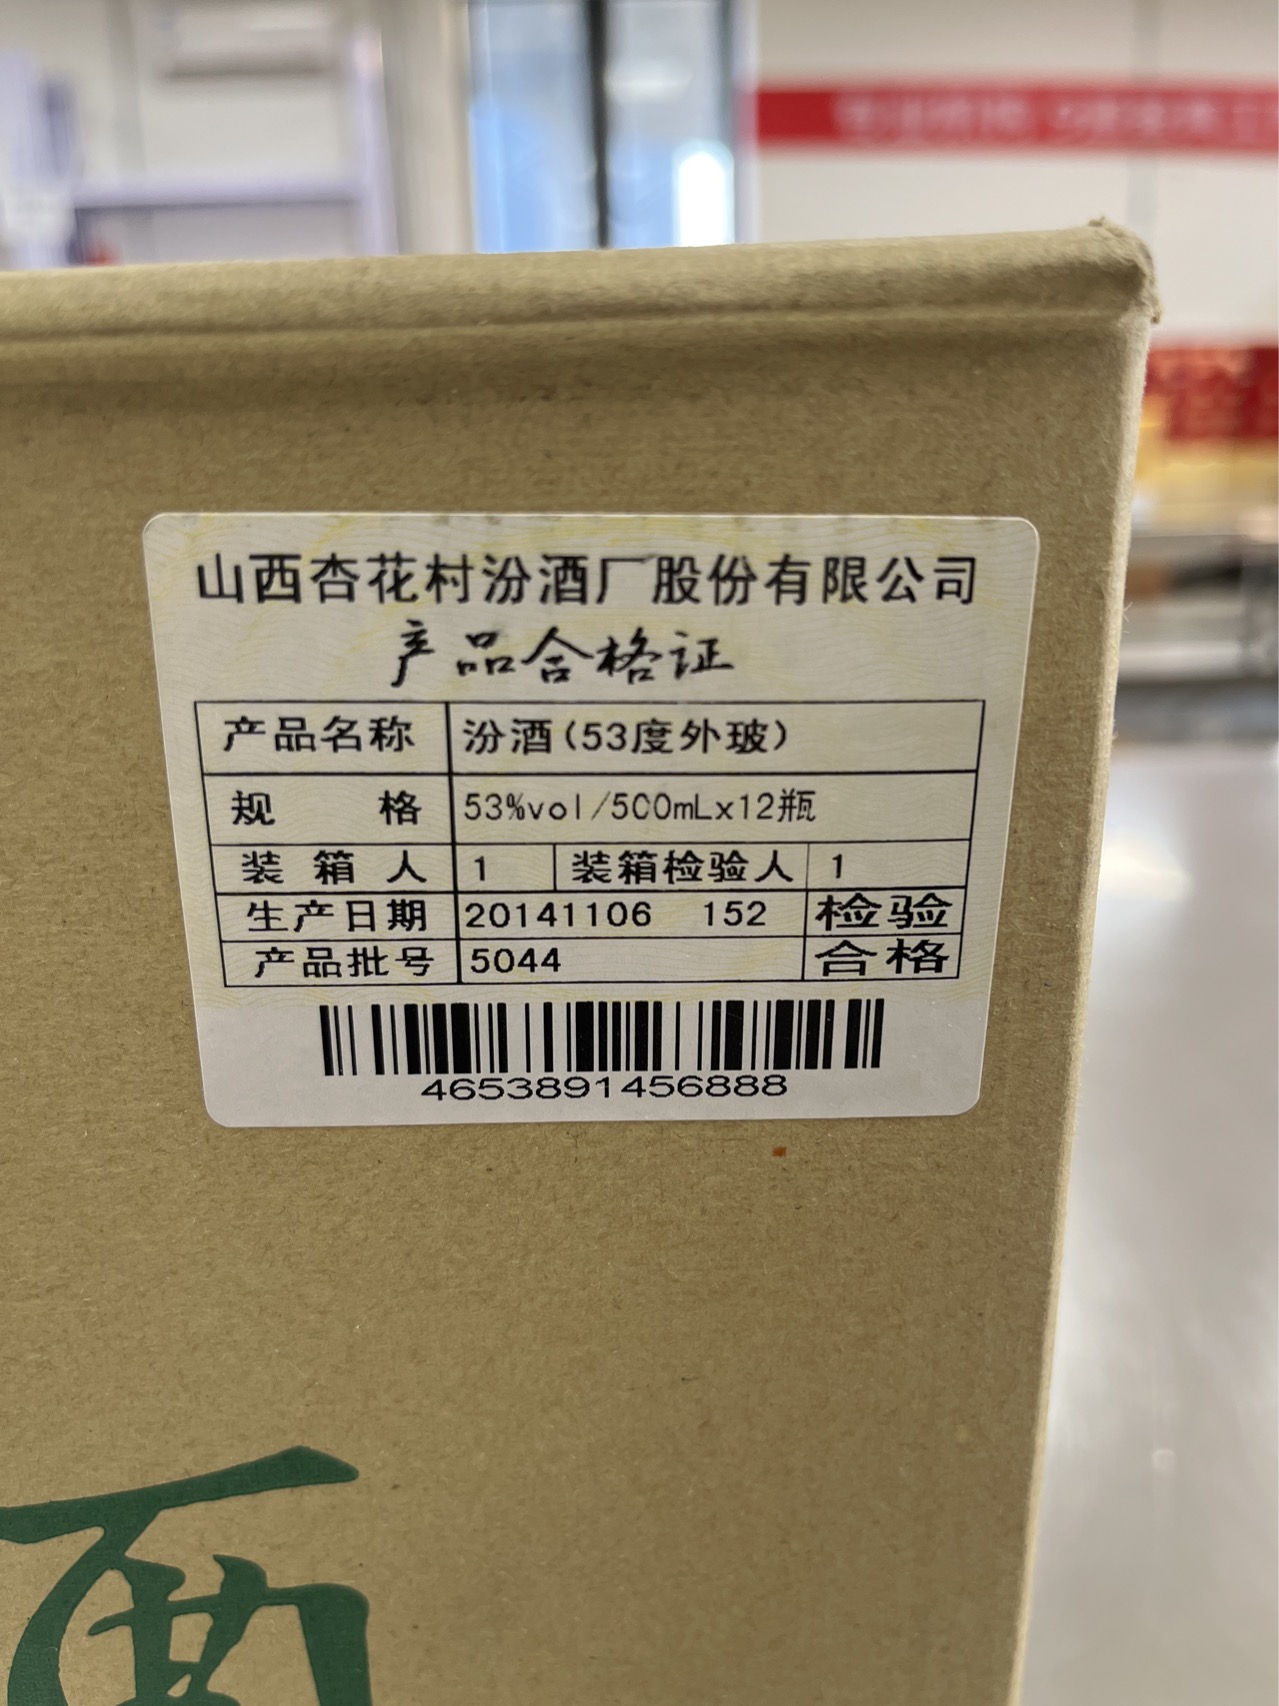 山西杏花村汾酒厂股份有限公司
产品合格证
产品名称 汾酒(53度外玻)
规 格 53%vol/500mLx12瓶
装 箱 人 1 装箱检验人 1
生产日期 20141106 152 检验
产品批号 5044 合格
4653891456888
西